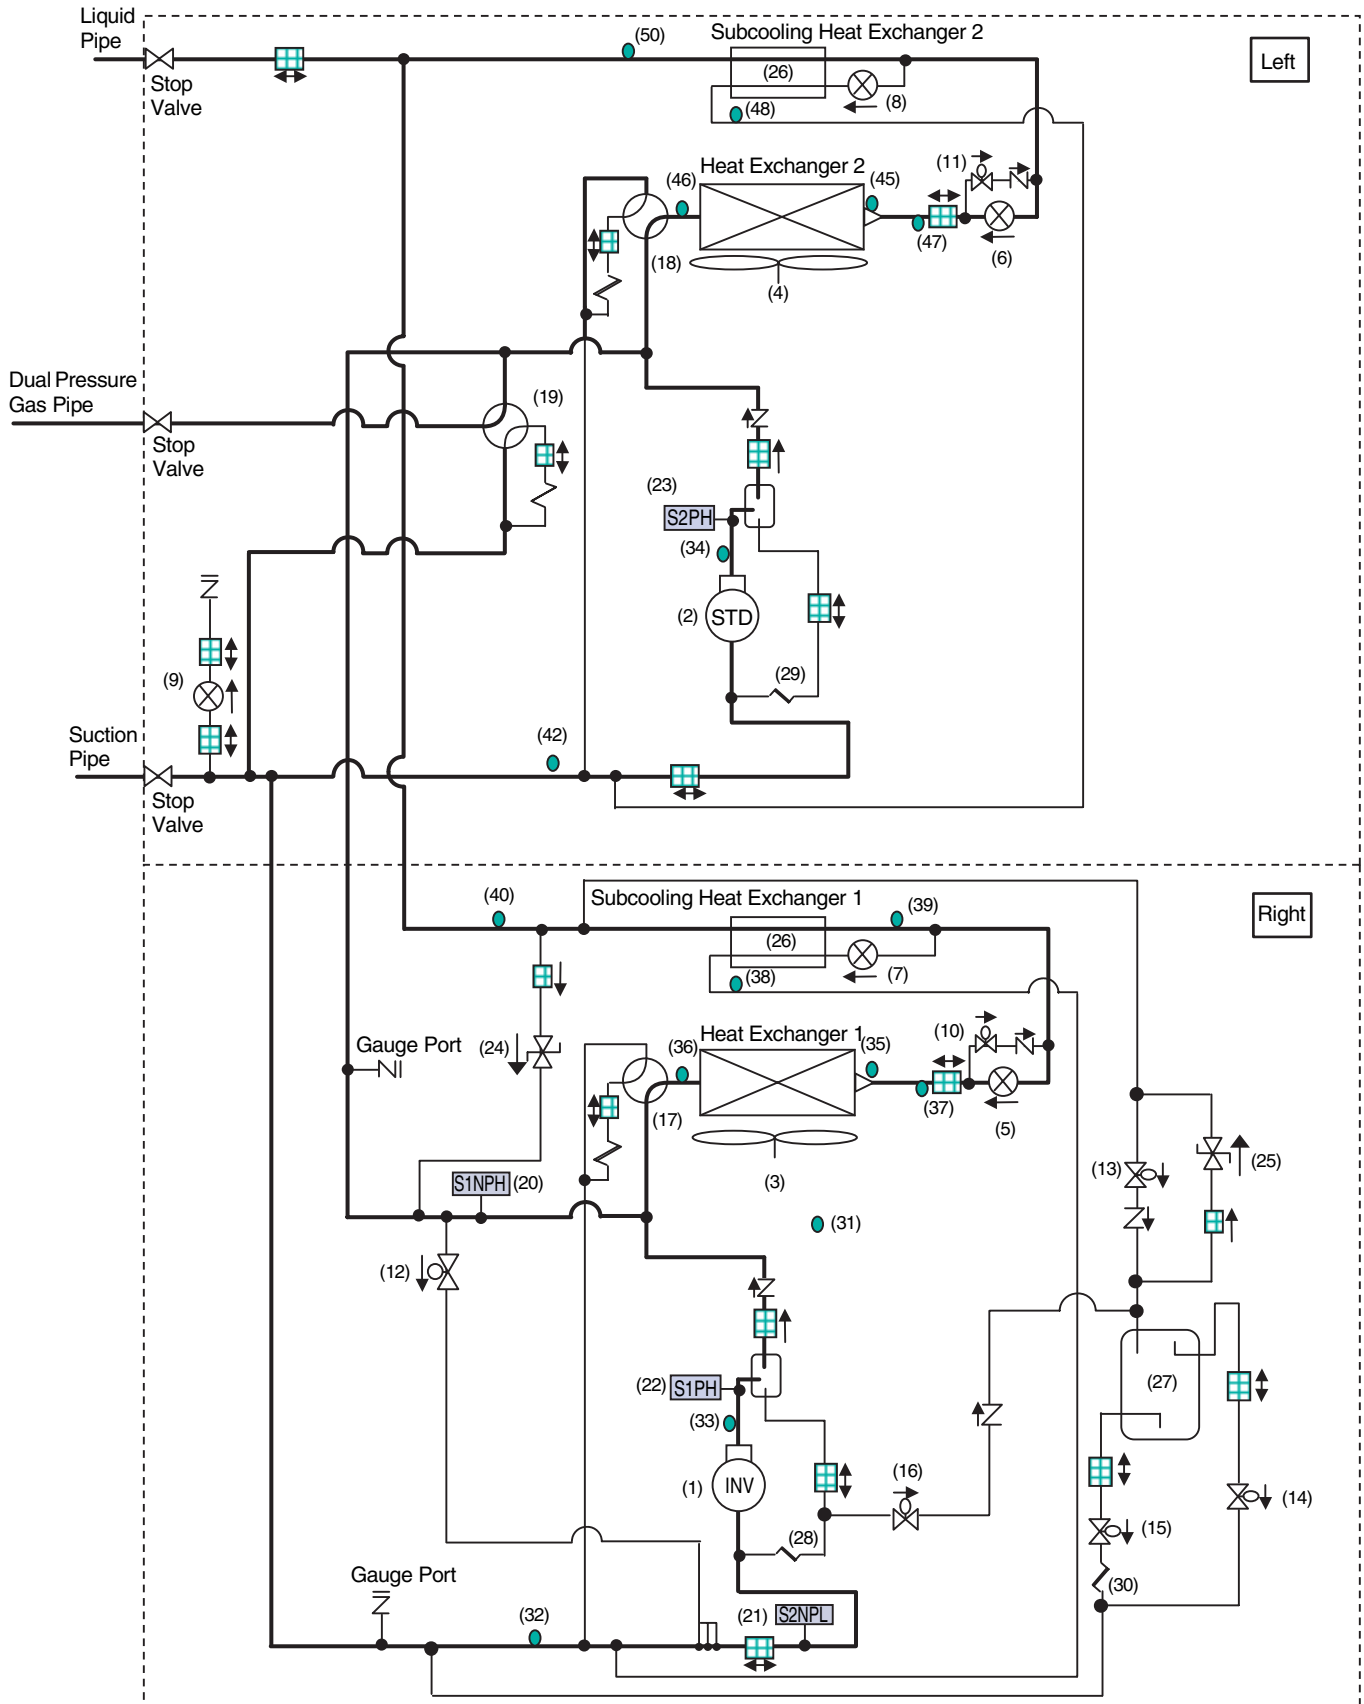 Liquid
Pipe
Stop
Valve
(50)
Subcooling Heat Exchanger 2
(26)
(8)
(48)
Left
Heat Exchanger 2
(46)
(45)
(11)
(47)
(6)
(18)
(4)
Dual Pressure
Gas Pipe
Stop
Valve
(19)
(23)
S2PH
(34)
(2)
STD
(29)
(9)
Suction
Pipe
Stop
Valve
(42)
(40)
Subcooling Heat Exchanger 1
(39)
(26)
(7)
(38)
Right
Gauge Port
(24)
Heat Exchanger 1
(36)
(35)
(10)
(37)
(5)
(17)
(3)
(13)
(25)
S1NPH
(20)
(31)
(12)
(22)
S1PH
(33)
(1)
INV
(16)
(28)
(27)
(14)
(15)
(30)
Gauge Port
(32)
(21)
S2NPL